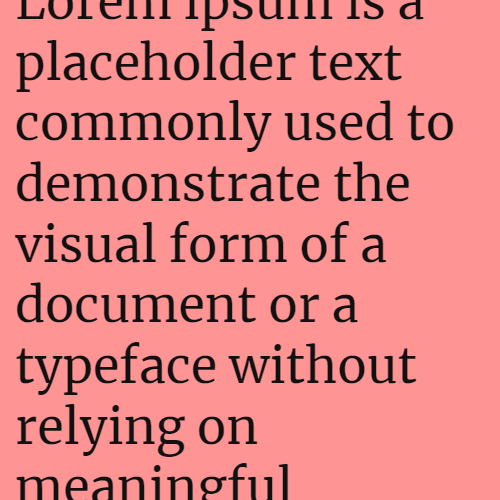 Lorem ipsum is a
placeholder text
commonly used to
demonstrate the
visual form of a
document or a
typeface without
relying on
meaningful